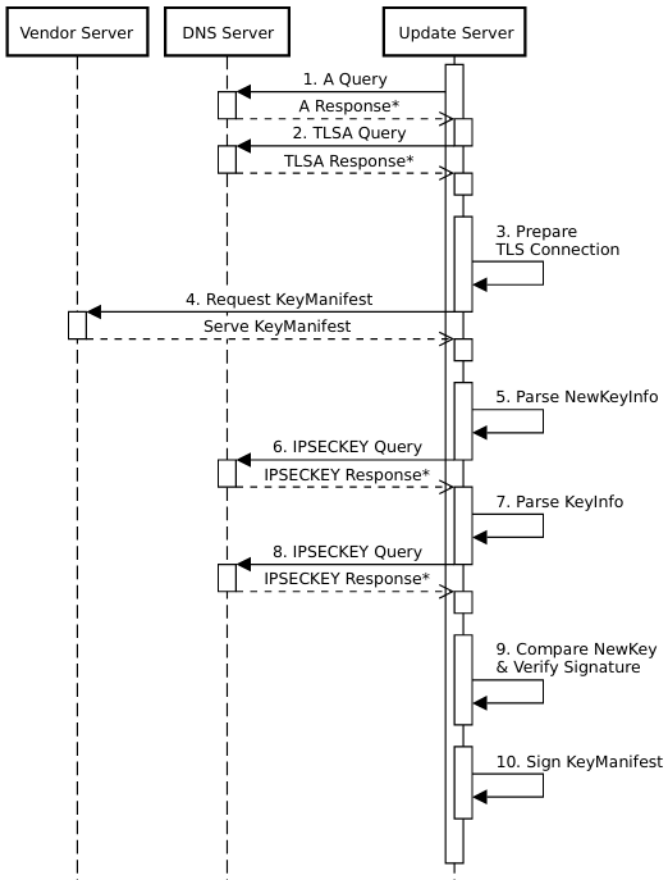 Vendor Server
DNS Server
Update Server
1. A Query
A Response*
2. TLSA Query
TLSA Response*
3. Prepare
TLS Connection
4. Request KeyManifest
Serve KeyManifest
5. Parse NewKeyInfo
6. IPSECKEY Query
IPSECKEY Response*
7. Parse KeyInfo
8. IPSECKEY Query
IPSECKEY Response*
9. Compare NewKey
& Verify Signature
10. Sign KeyManifest